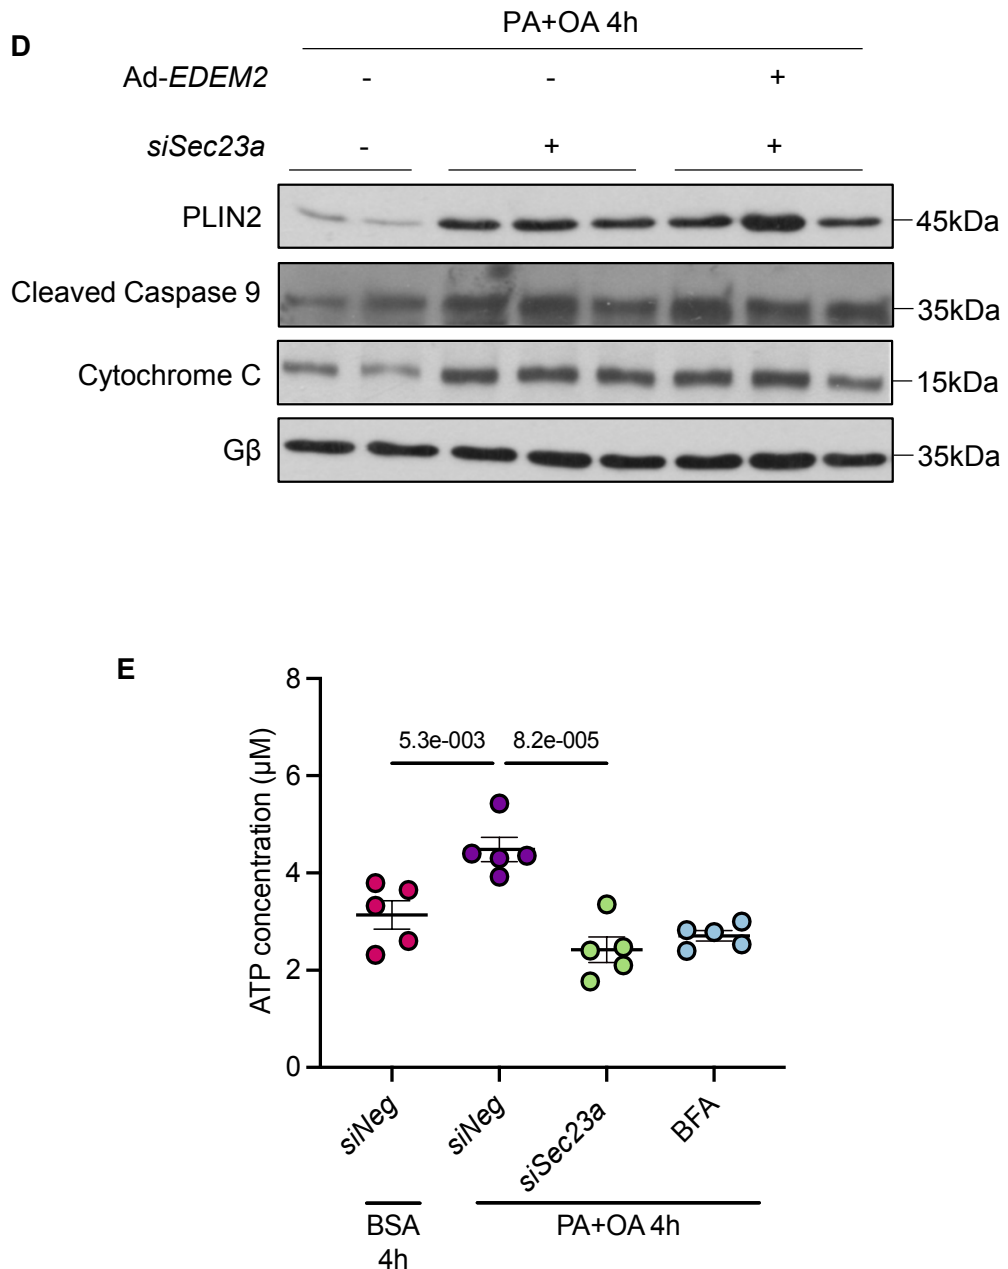 D
PA+OA 4h
Ad-EDEM2 - - +
siSec23a - + +
PLIN2 45kDa
Cleaved Caspase 9 35kDa
Cytochrome C 15kDa
Gβ 35kDa
E
ATP concentration (µM)
8
6
4
2
0
5.3e-003 8.2e-005
siNeg siNeg siSec23a BFA
BSA PA+OA 4h
4h